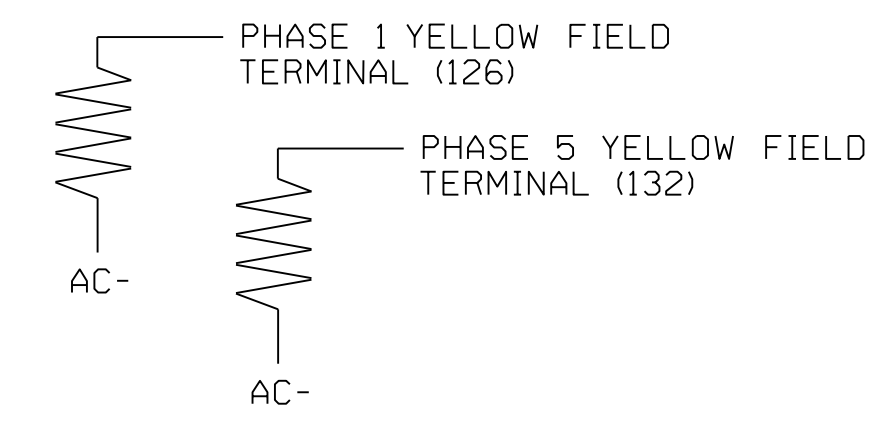 PHASE 1 YELLOW FIELD
TERMINAL (126)
PHASE 5 YELLOW FIELD
TERMINAL (132)
AC-
AC-